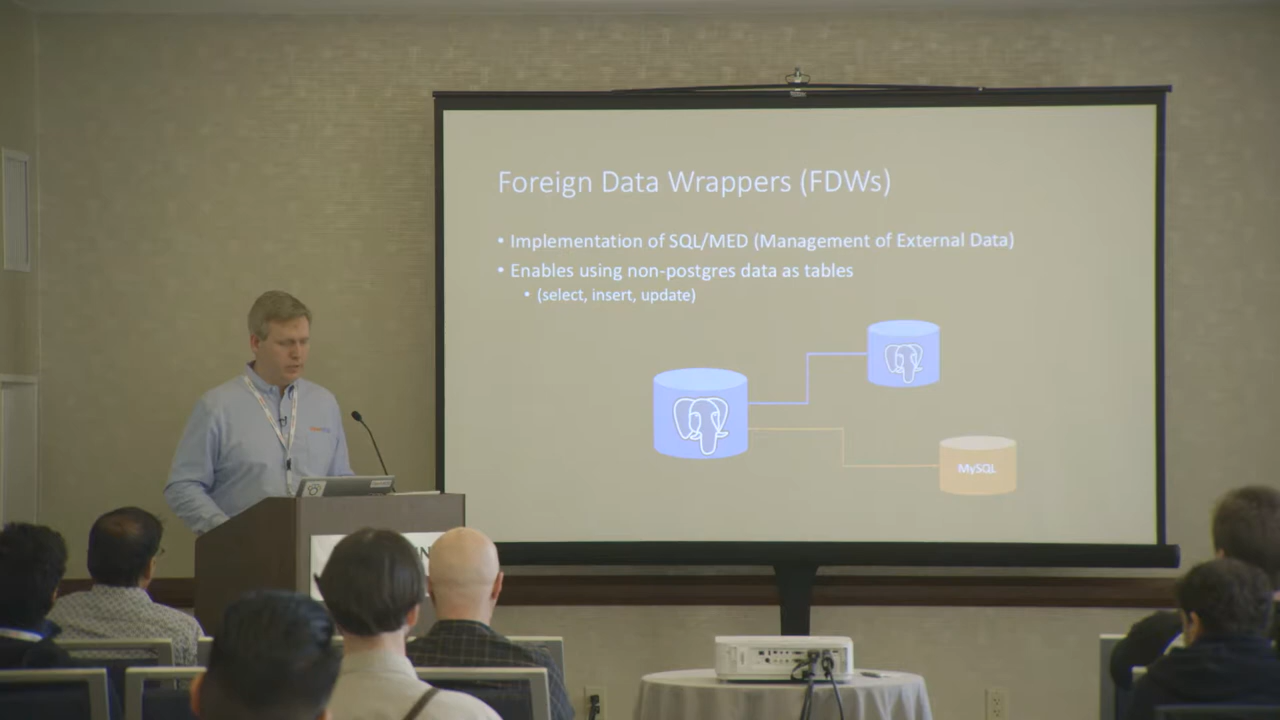 Foreign Data Wrappers (FDWs)
• Implementation of SQL/MED (Management of External Data)
• Enables using non-postgres data as tables
• (select, insert, update)
MySQL